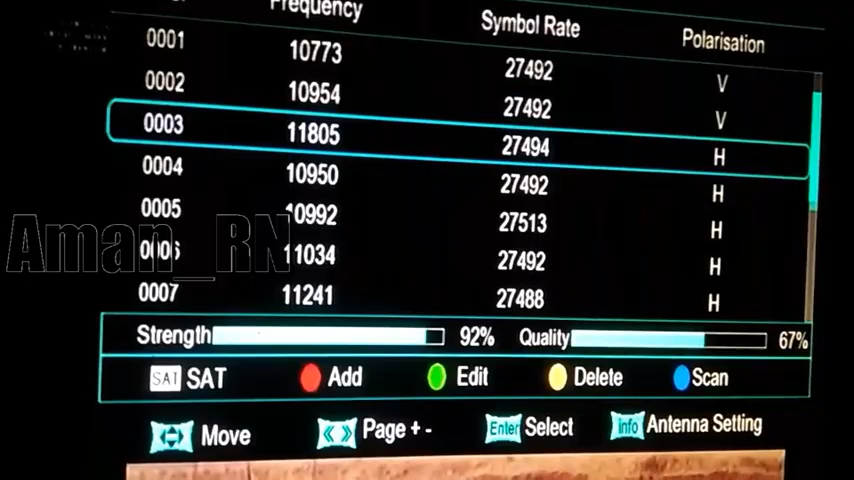 Frequency Symbol Rate Polarisation
0001 10773 27492 V
0002 10954 27492 V
0003 11805 27494 H
0004 10950 27492 H
0005 10992 27513 H
0006 11034 27492 H
0007 11241 27488 H
Aman_RN
Strength 92% Quality 67%
SAT SAT Add Edit Delete Scan
Move Page + - Enter Select info Antenna Setting